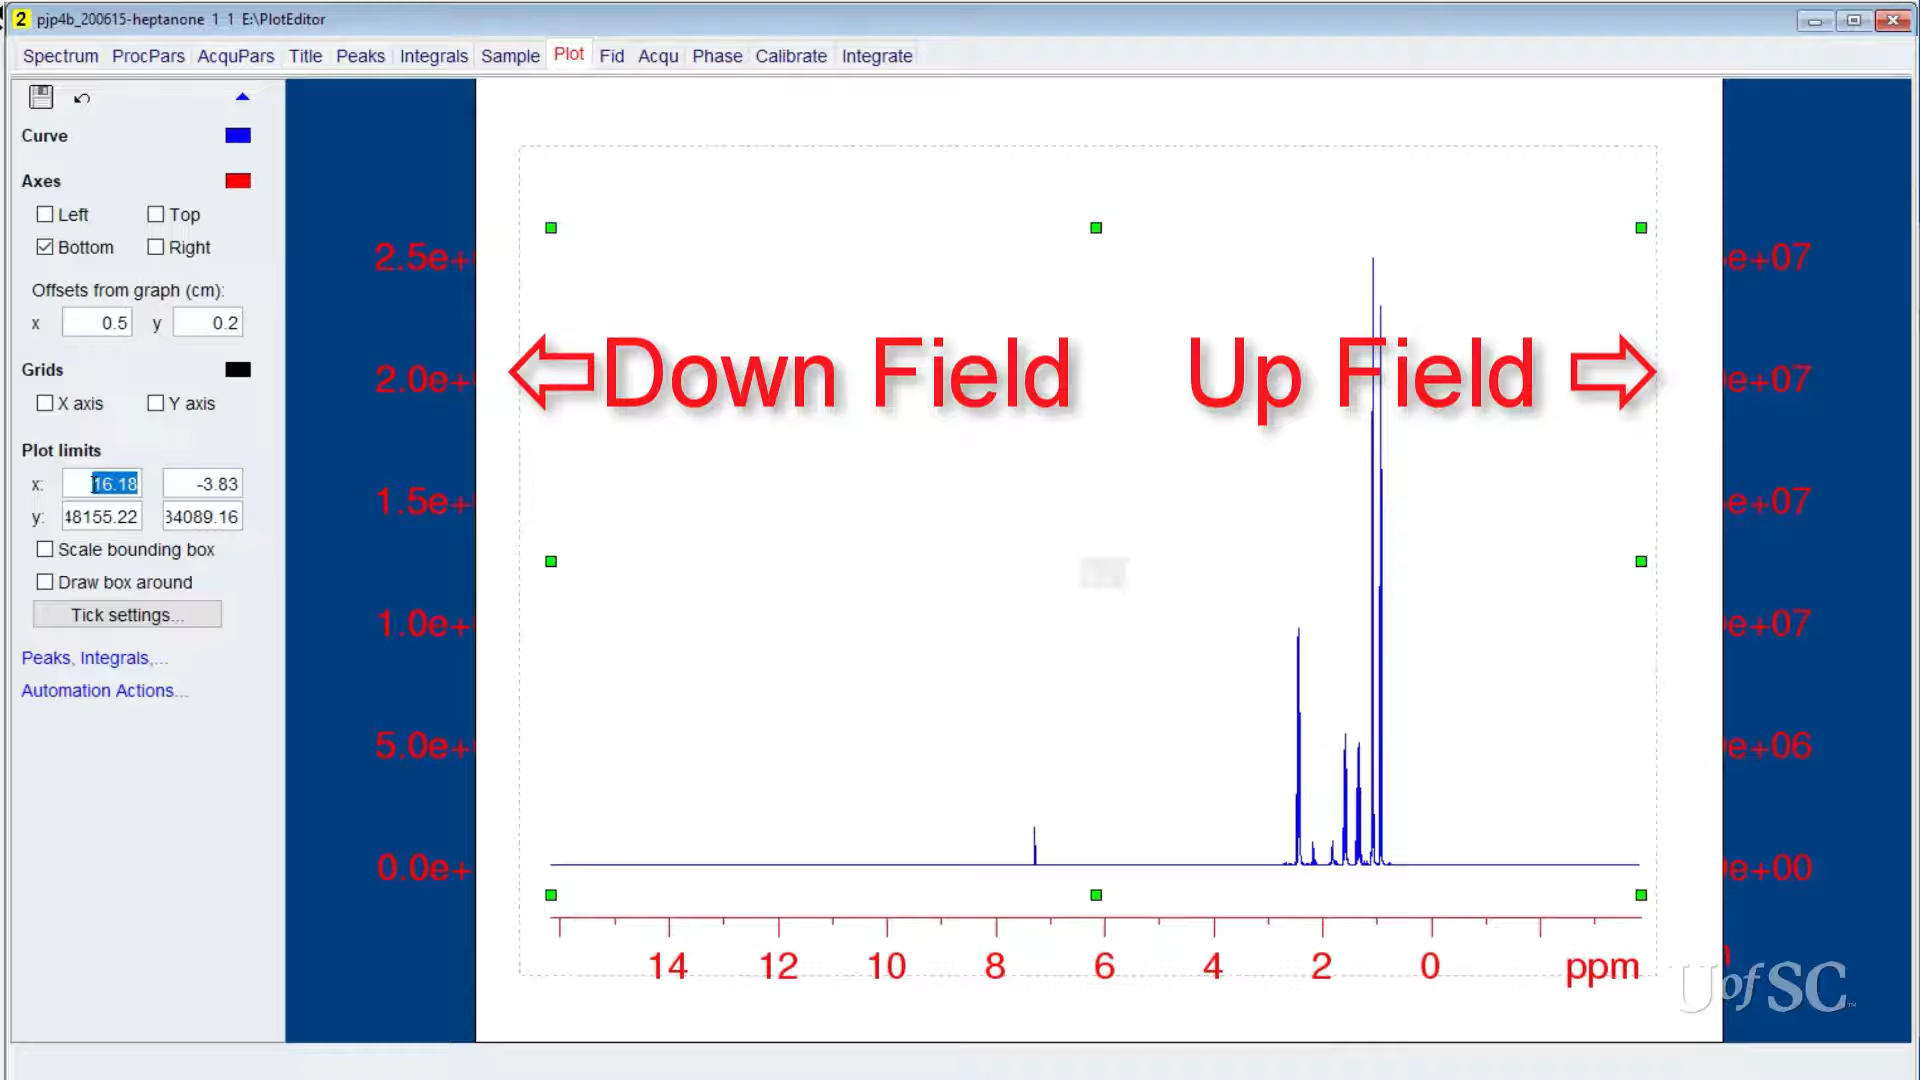 2 pjp4b_200615-heptanone 1 1 E:\PlotEditor
Spectrum ProcPars AcquPars Title Peaks Integrals Sample Plot Fid Acqu Phase Calibrate Integrate
Curve
Axes
Left Top
Bottom Right
Offsets from graph (cm):
x 0.5 y 0.2
Grids
X axis Y axis
Plot limits
x: 16.18 -3.83
y: 48155.22 34089.16
Scale bounding box
Draw box around
Tick settings...
Peaks, Integrals,...
Automation Actions...
2.5e+ e+07
Down Field Up Field
2.0e+ e+07
1.5e+ e+07
1.0e+ e+07
5.0e+ e+06
0.0e+ e+00
14 12 10 8 6 4 2 0 ppm
UofSC